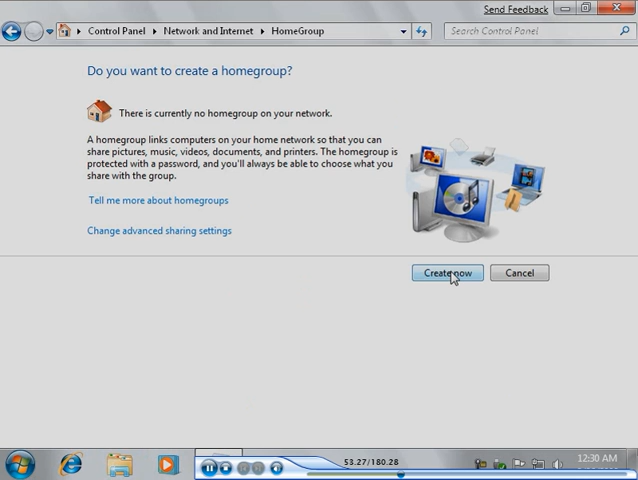 Send Feedback
Control Panel
Network and Internet
HomeGroup
Search Control Panel
Do you want to create a homegroup?
There is currently no homegroup on your network.
A homegroup links computers on your home network so that you can
share pictures, music, videos, documents, and printers. The homegroup is
protected with a password, and you'll always be able to choose what you
share with the group.
Tell me more about homegroups
Change advanced sharing settings
Create now
Cancel
53.27/180.28
12:30 AM